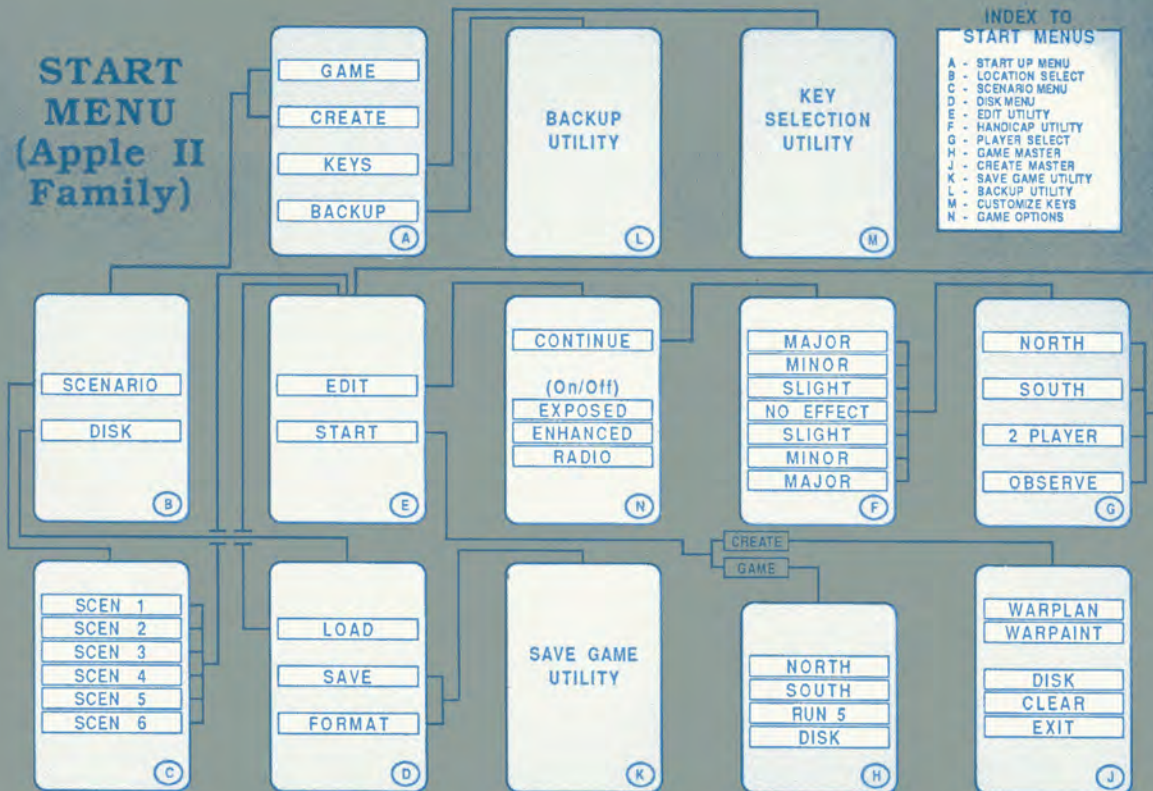 START
MENU
(Apple II
Family)
GAME
CREATE
KEYS
BACKUP
A
BACKUP
UTILITY
L
KEY
SELECTION
UTILITY
M
INDEX TO
START MENUS
A - START UP MENU
B - LOCATION SELECT
C - SCENARIO MENU
D - DISK MENU
E - EDIT UTILITY
F - HANDICAP UTILITY
G - PLAYER SELECT
H - GAME MASTER
J - CREATE MASTER
K - SAVE GAME UTILITY
L - BACKUP UTILITY
M - CUSTOMIZE KEYS
N - GAME OPTIONS
SCENARIO
DISK
B
EDIT
START
E
CONTINUE
(On/Off)
EXPOSED
ENHANCED
RADIO
N
MAJOR
MINOR
SLIGHT
NO EFFECT
SLIGHT
MINOR
MAJOR
F
NORTH
SOUTH
2 PLAYER
OBSERVE
G
CREATE
GAME
SCEN 1
SCEN 2
SCEN 3
SCEN 4
SCEN 5
SCEN 6
C
LOAD
SAVE
FORMAT
D
SAVE GAME
UTILITY
K
NORTH
SOUTH
RUN 5
DISK
H
WARPLAN
WARPAINT
DISK
CLEAR
EXIT
J